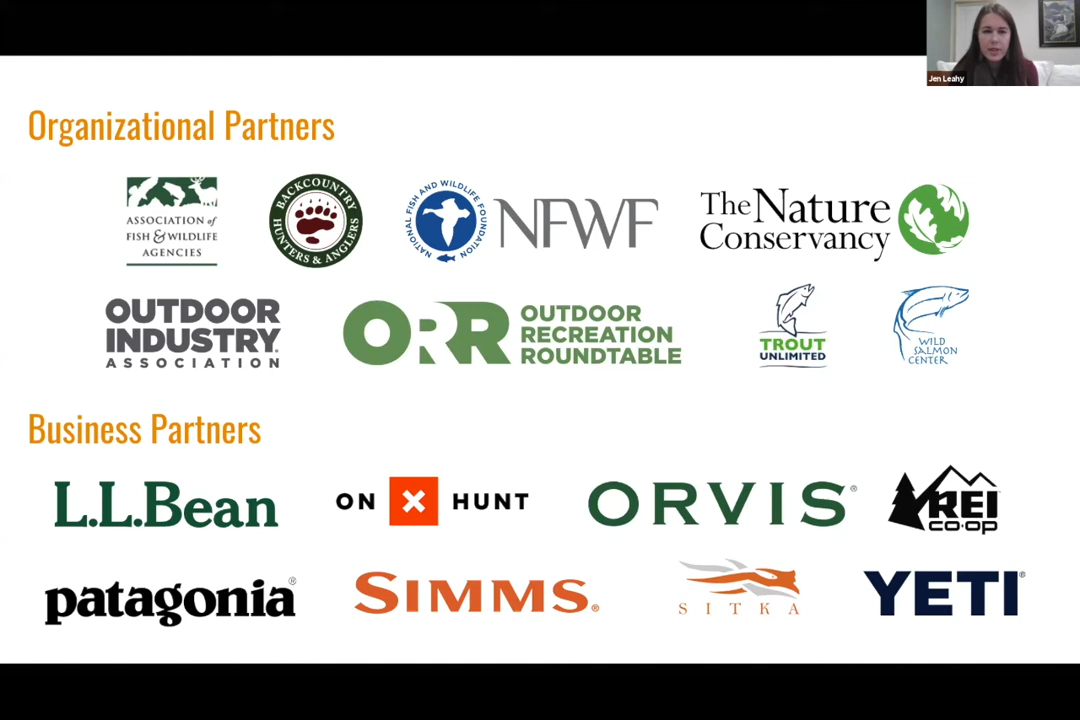 Jen Leahy
Organizational Partners
ASSOCIATION of
FISH & WILDLIFE
AGENCIES
BACKCOUNTRY
HUNTERS & ANGLERS
NATIONAL FISH AND WILDLIFE FOUNDATION
NFWF
The Nature
Conservancy
OUTDOOR
INDUSTRY®
ASSOCIATION
ORR
OUTDOOR
RECREATION
ROUNDTABLE
TROUT
UNLIMITED
WILD
SALMON
CENTER
Business Partners
L.L.Bean
ON X HUNT
ORVIS®
REI
co-op
patagonia®
SIMMS®
SITKA
YETI®